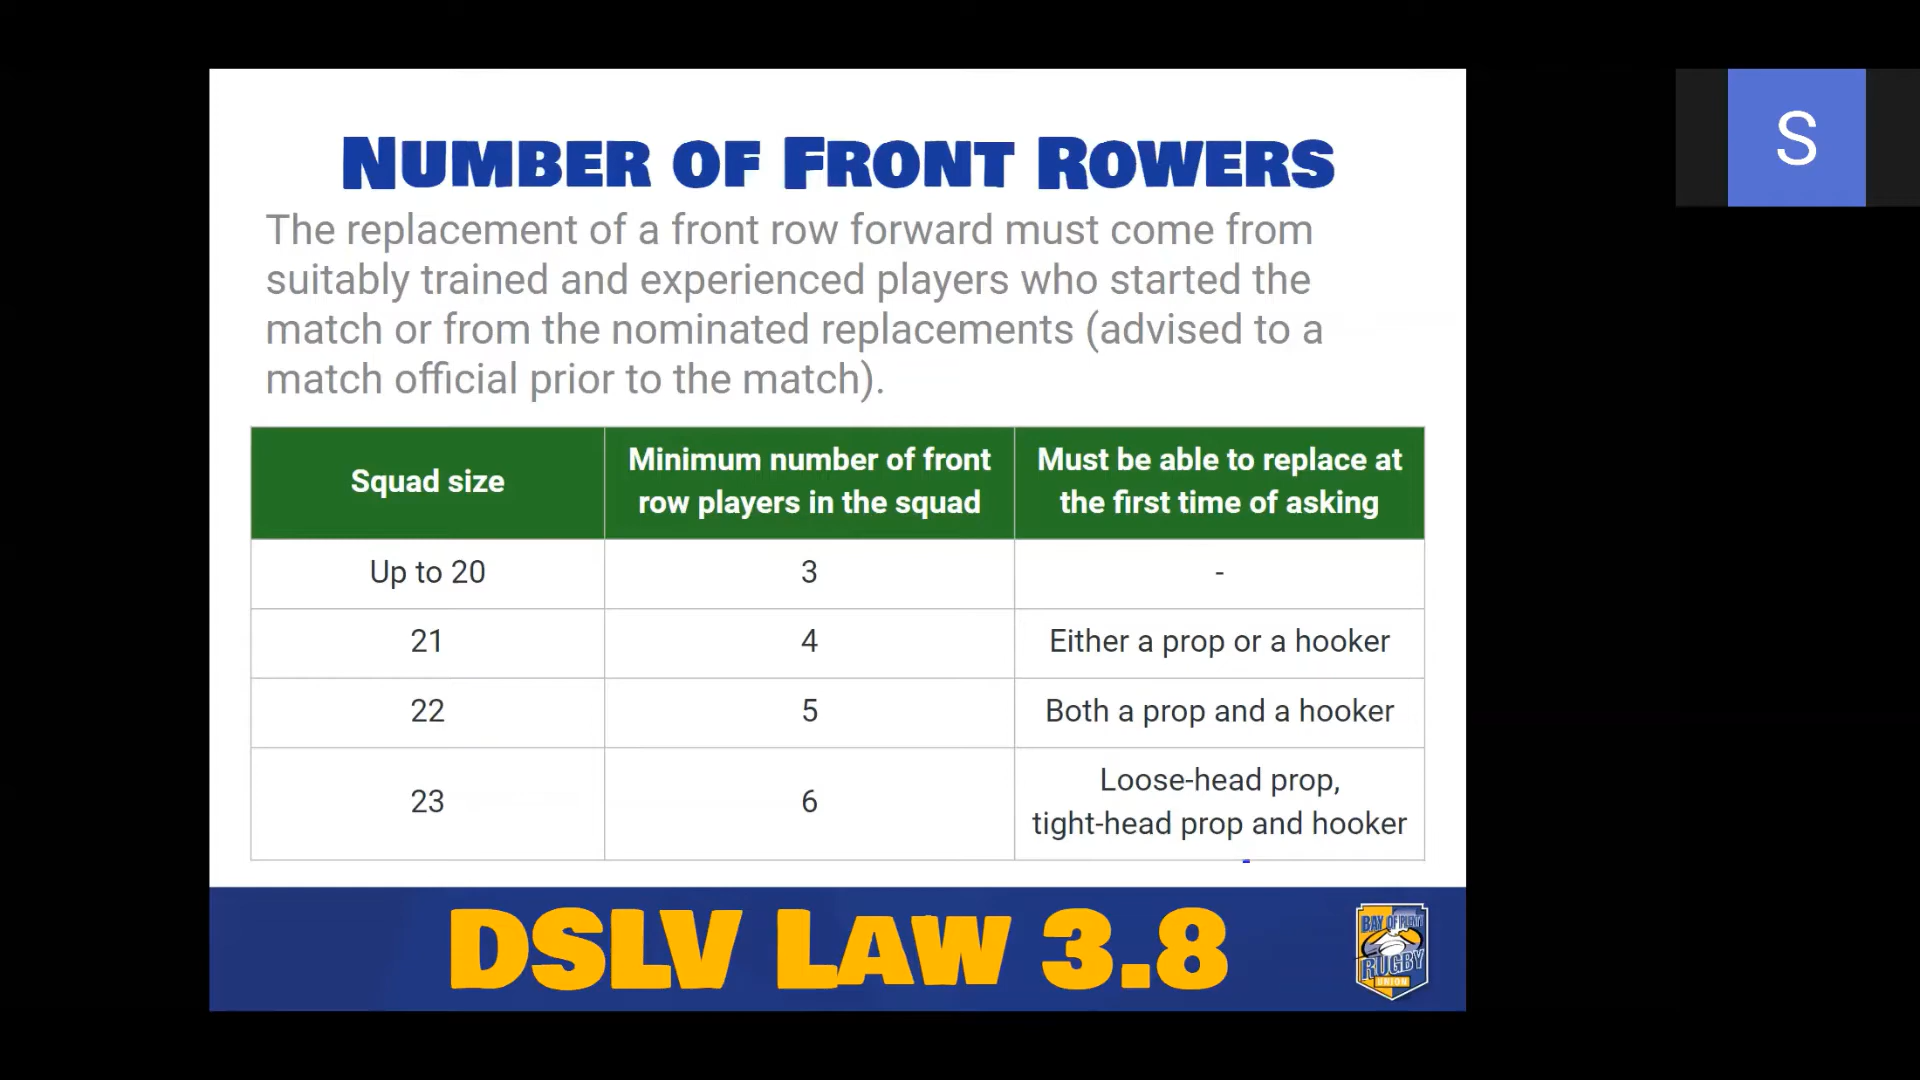 Number of Front Rowers
The replacement of a front row forward must come from
suitably trained and experienced players who started the
match or from the nominated replacements (advised to a
match official prior to the match).
Squad size
Minimum number of front
row players in the squad
Must be able to replace at
the first time of asking
Up to 20
3
-
21
4
Either a prop or a hooker
22
5
Both a prop and a hooker
23
6
Loose-head prop,
tight-head prop and hooker
DSLV Law 3.8
BAY OF PLENTY
RUGBY
UNION
S